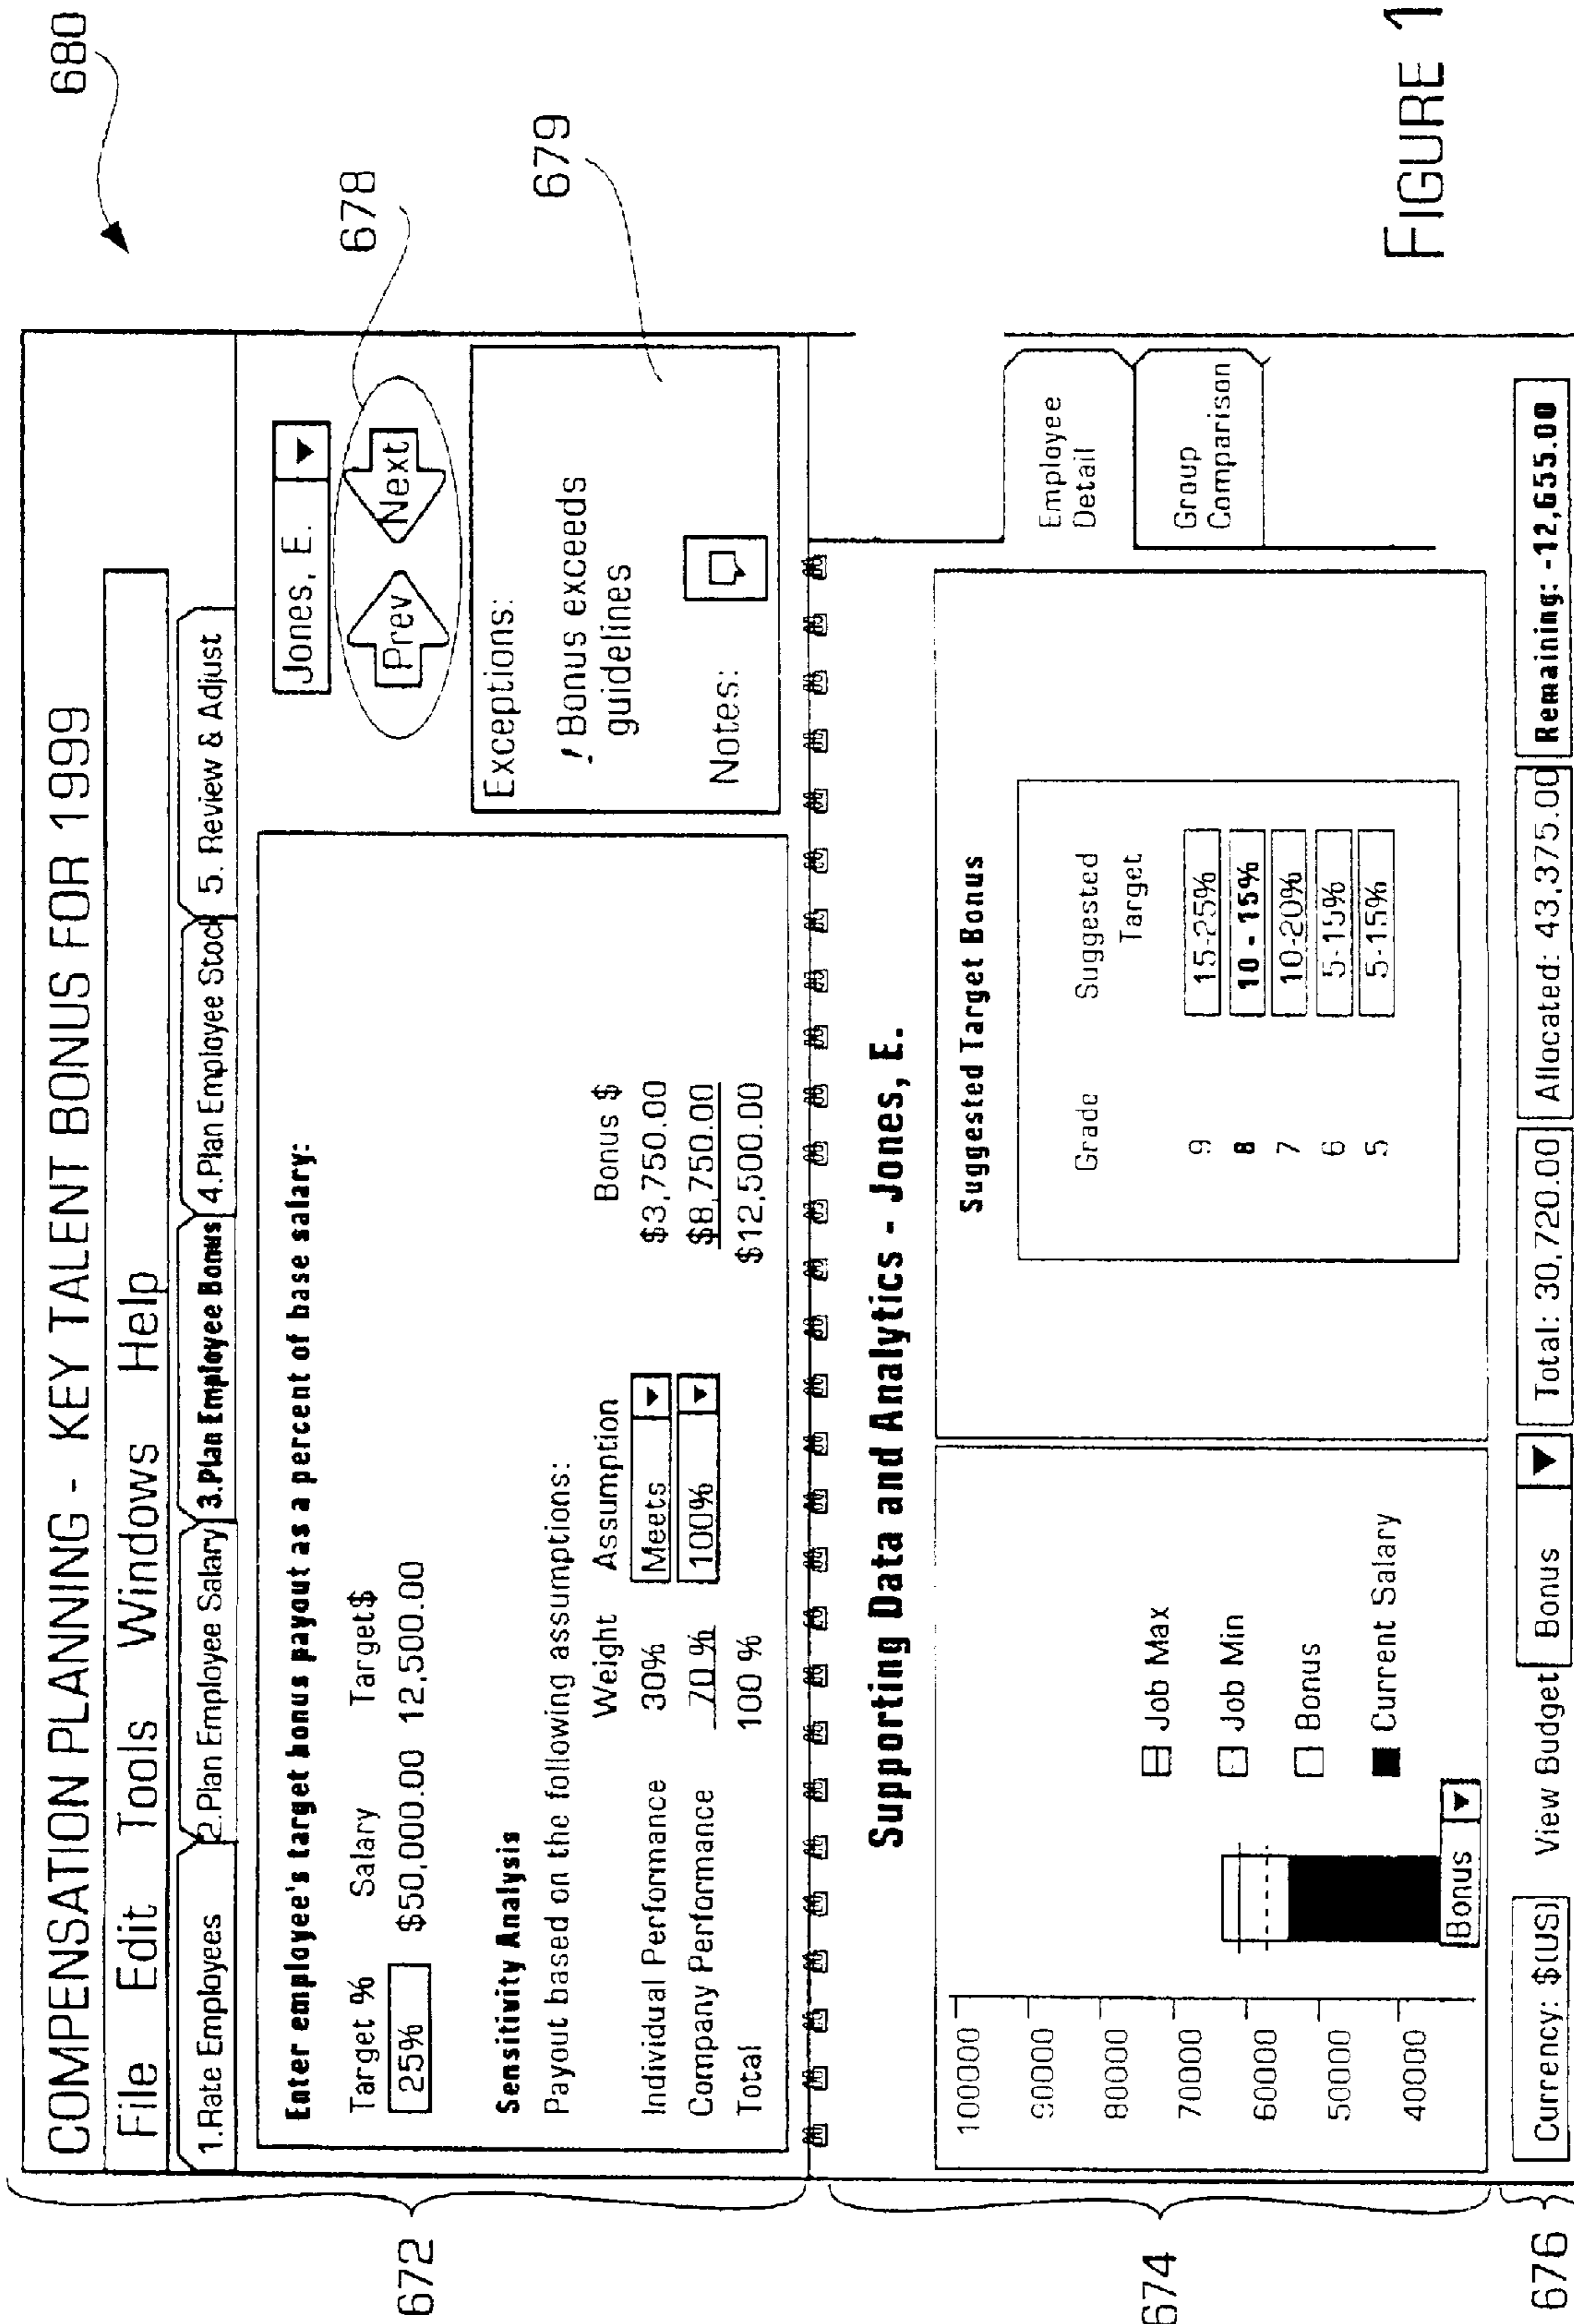 680
COMPENSATION PLANNING - KEY TALENT BONUS FOR 1999
File Edit Tools Windows Help
1.Rate Employees 2.Plan Employee Salary 3.Plan Employee Bonus 4.Plan Employee Stock 5. Review & Adjust
672
Enter employee's target bonus payout as a percent of base salary:
Target % Salary Target$
25% $50,000.00 12,500.00
Sensitivity Analysis
Payout based on the following assumptions:
Weight Assumption Bonus $
Individual Performance 30% Meets $3,750.00
Company Performance 70 % 100% $8,750.00
Total 100 % $12,500.00
Jones, E.
Prev Next
678
Exceptions:
! Bonus exceeds
guidelines
Notes:
679
Supporting Data and Analytics - Jones, E.
674
100000
90000
80000
70000
60000
50000
40000
Job Max
Job Min
Bonus
Current Salary
Bonus
Suggested Target Bonus
Grade Suggested
Target
9 15-25%
8 10 - 15%
7 10-20%
6 5-15%
5 5-15%
Employee
Detail
Group
Comparison
676
Currency: $(US) View Budget Bonus Total: 30,720.00 Allocated: 43,375.00 Remaining: -12,655.00
FIGURE 1